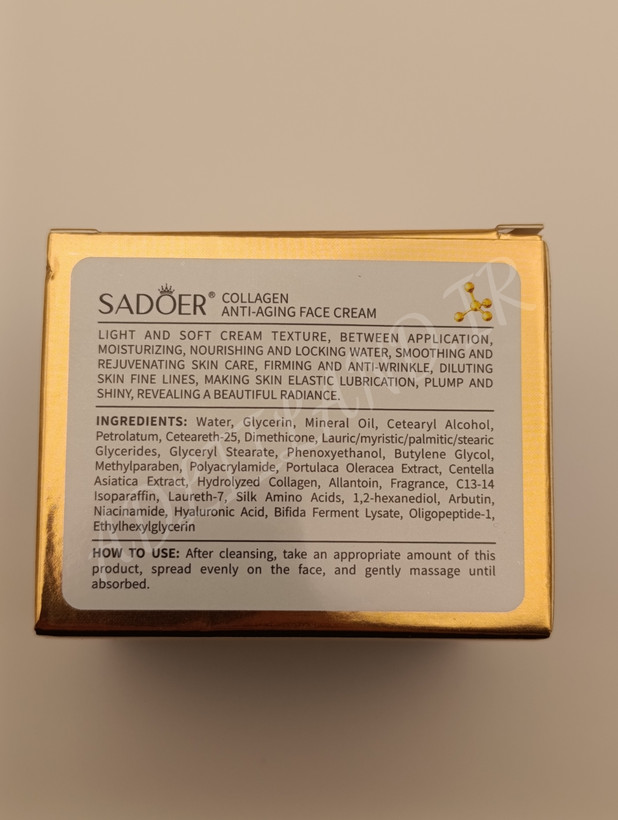 SADOER® COLLAGEN
ANTI-AGING FACE CREAM
LIGHT AND SOFT CREAM TEXTURE, BETWEEN APPLICATION,
MOISTURIZING, NOURISHING AND LOCKING WATER, SMOOTHING AND
REJUVENATING SKIN CARE, FIRMING AND ANTI-WRINKLE, DILUTING
SKIN FINE LINES, MAKING SKIN ELASTIC LUBRICATION, PLUMP AND
SHINY, REVEALING A BEAUTIFUL RADIANCE.
INGREDIENTS: Water, Glycerin, Mineral Oil, Cetearyl Alcohol,
Petrolatum, Ceteareth-25, Dimethicone, Lauric/myristic/palmitic/stearic
Glycerides, Glyceryl Stearate, Phenoxyethanol, Butylene Glycol,
Methylparaben, Polyacrylamide, Portulaca Oleracea Extract, Centella
Asiatica Extract, Hydrolyzed Collagen, Allantoin, Fragrance, C13-14
Isoparaffin, Laureth-7, Silk Amino Acids, 1,2-hexanediol, Arbutin,
Niacinamide, Hyaluronic Acid, Bifida Ferment Lysate, Oligopeptide-1,
Ethylhexylglycerin
HOW TO USE: After cleansing, take an appropriate amount of this
product, spread evenly on the face, and gently massage until
absorbed.